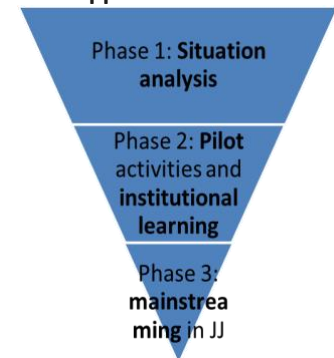 Phase 1: Situation
analysis
Phase 2: Pilot
activities and
institutional
learning
Phase 3:
mainstrea
ming in JJ